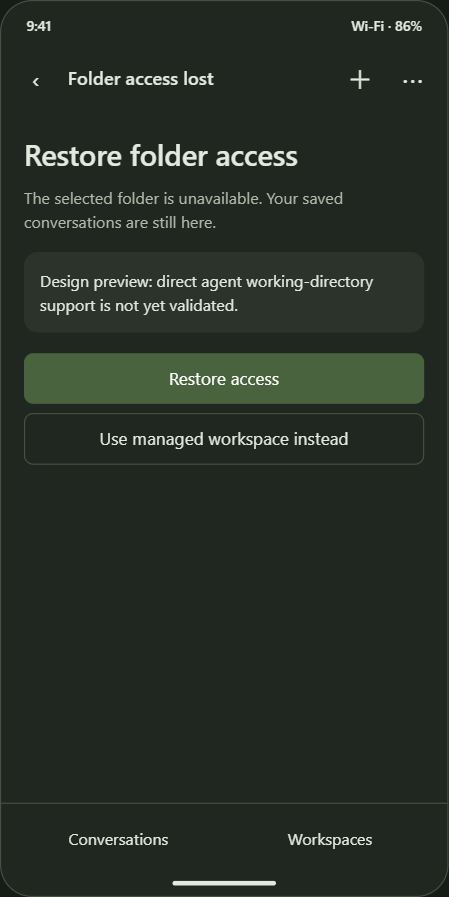 9:41
Wi-Fi · 86%
‹ Folder access lost + ...
Restore folder access
The selected folder is unavailable. Your saved
conversations are still here.
Design preview: direct agent working-directory
support is not yet validated.
Restore access
Use managed workspace instead
Conversations
Workspaces